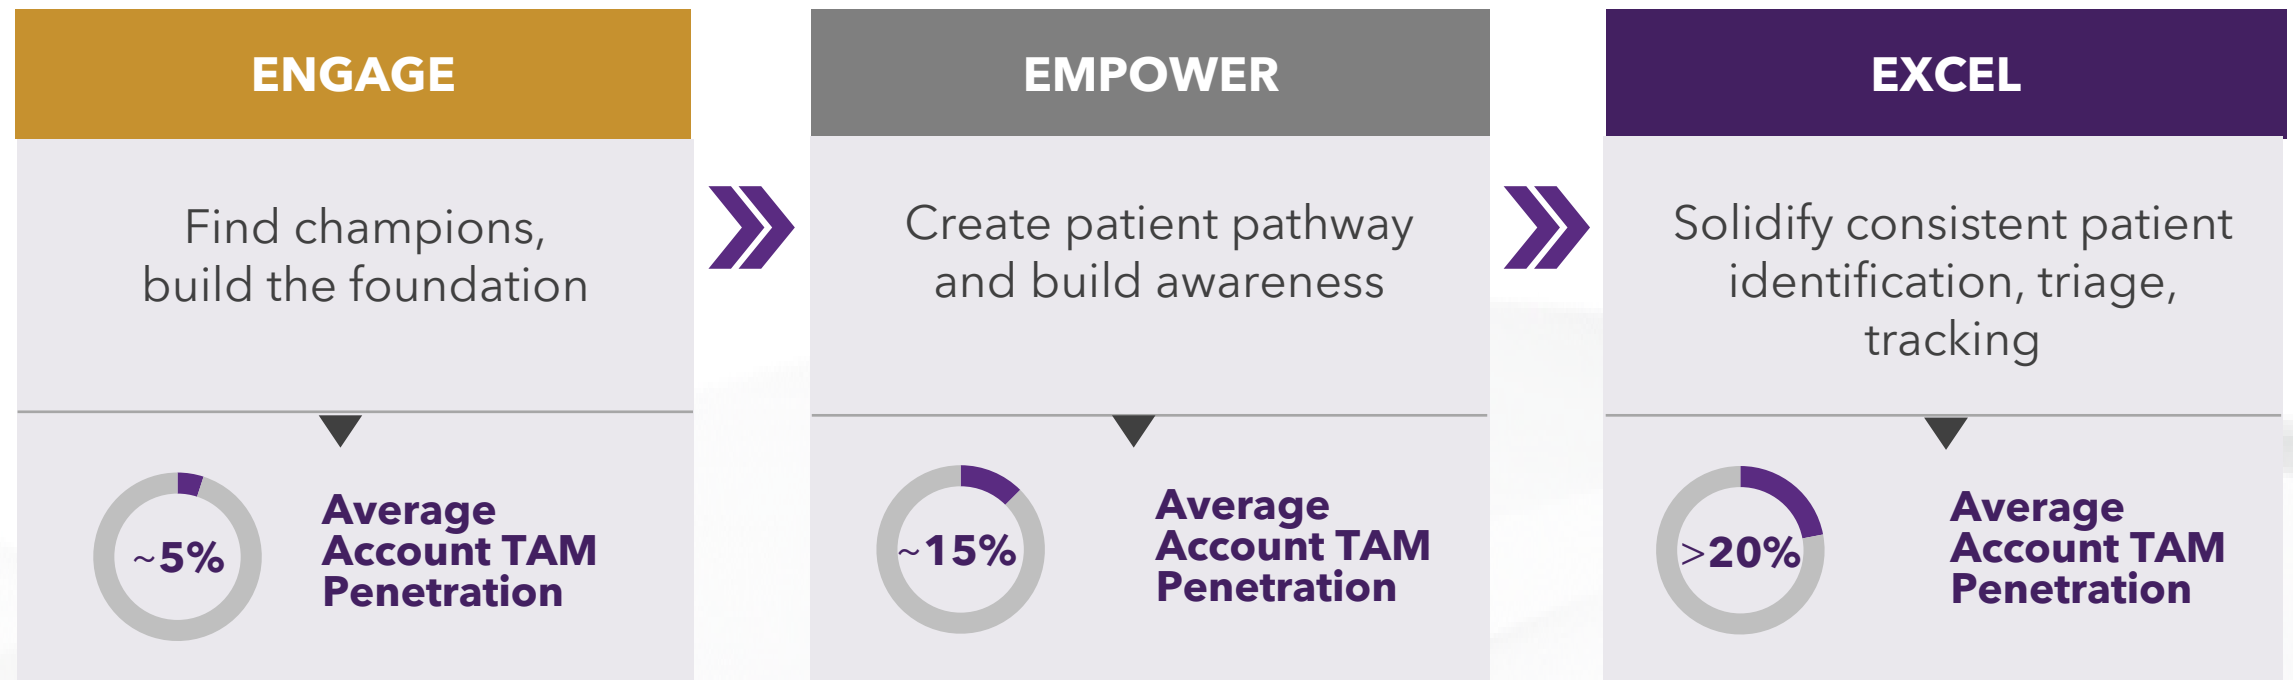 ENGAGE
Find champions,
build the foundation
~5%
Average
Account TAM
Penetration
EMPOWER
Create patient pathway
and build awareness
~15%
Average
Account TAM
Penetration
EXCEL
Solidify consistent patient
identification, triage,
tracking
>20%
Average
Account TAM
Penetration